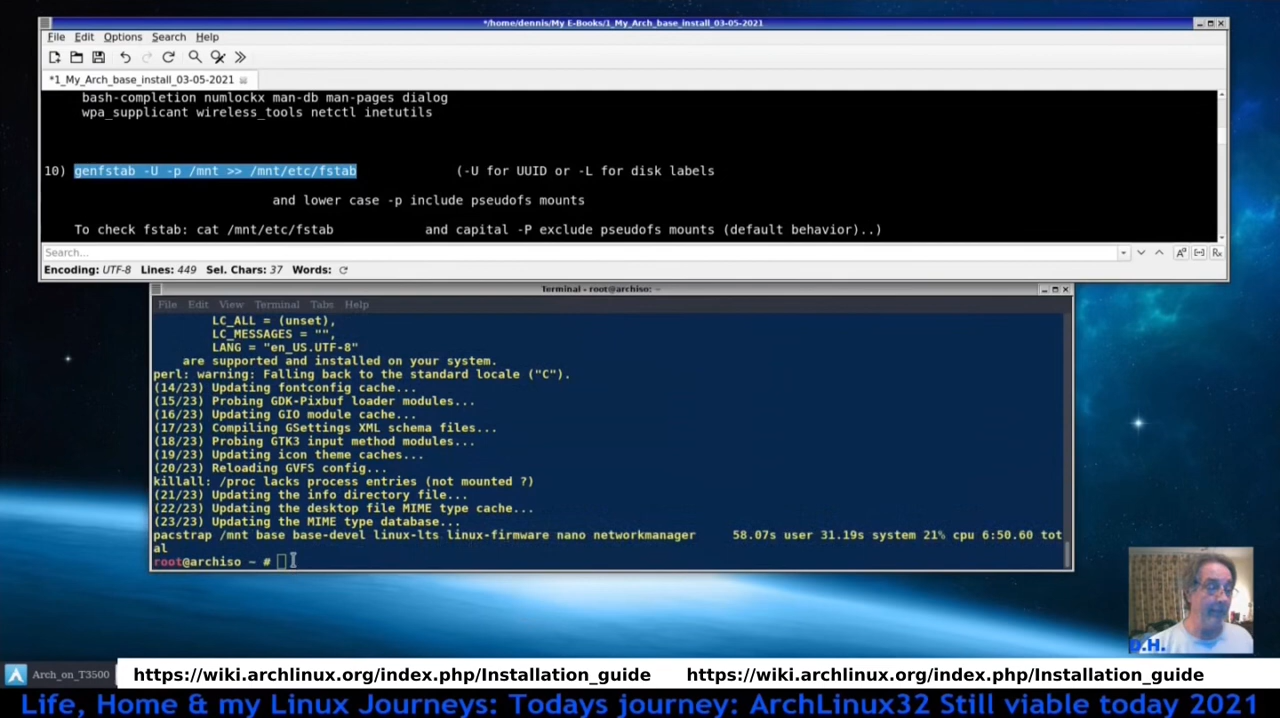 */home/dennis/My E-Books/1_My_Arch_base_install_03-05-2021
File Edit Options Search Help
*1_My_Arch_base_install_03-05-2021
bash-completion numlockx man-db man-pages dialog
wpa_supplicant wireless_tools netctl inetutils
10) genfstab -U -p /mnt >> /mnt/etc/fstab (-U for UUID or -L for disk labels
and lower case -p include pseudofs mounts
To check fstab: cat /mnt/etc/fstab and capital -P exclude pseudofs mounts (default behavior)..)
Search...
Encoding: UTF-8 Lines: 449 Sel. Chars: 37 Words:
Terminal - root@archiso: ~
File Edit View Terminal Tabs Help
LC_ALL = (unset),
LC_MESSAGES = "",
LANG = "en_US.UTF-8"
are supported and installed on your system.
perl: warning: Falling back to the standard locale ("C").
(14/23) Updating fontconfig cache...
(15/23) Probing GDK-Pixbuf loader modules...
(16/23) Updating GIO module cache...
(17/23) Compiling GSettings XML schema files...
(18/23) Probing GTK3 input method modules...
(19/23) Updating icon theme caches...
(20/23) Reloading GVFS config...
killall: /proc lacks process entries (not mounted ?)
(21/23) Updating the info directory file...
(22/23) Updating the desktop file MIME type cache...
(23/23) Updating the MIME type database...
pacstrap /mnt base base-devel linux-lts linux-firmware nano networkmanager 58.07s user 31.19s system 21% cpu 6:50.60 tot
al
root@archiso ~ #
D.H.
Arch_on_T3500
https://wiki.archlinux.org/index.php/Installation_guide https://wiki.archlinux.org/index.php/Installation_guide
Life, Home & my Linux Journeys: Todays journey: ArchLinux32 Still viable today 2021